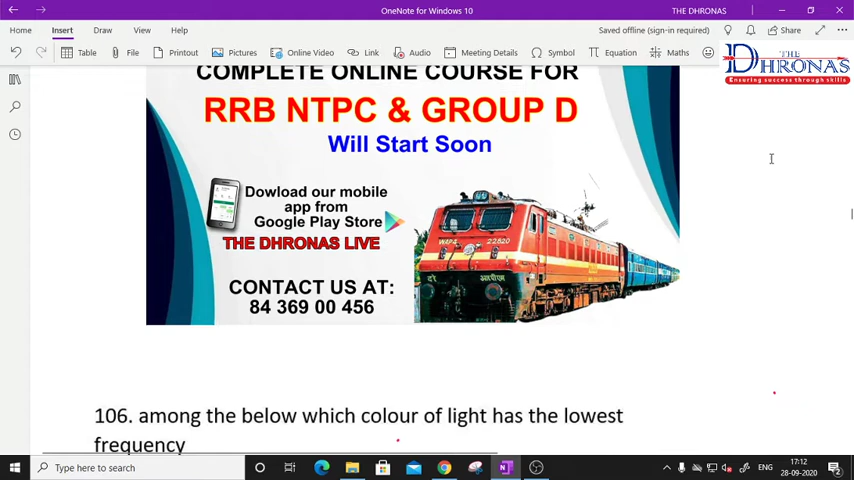 OneNote for Windows 10
THE DHRONAS
Home
Insert
Draw
View
Help
Saved offline (sign-in required)
Share
Table
File
Printout
Pictures
Online Video
Link
Audio
Meeting Details
Symbol
Equation
Maths
THE
DHRONAS
Ensuring success through skills
COMPLETE ONLINE COURSE FOR
RRB NTPC & GROUP D
Will Start Soon
Dowload our mobile
app from
Google Play Store
THE DHRONAS LIVE
CONTACT US AT:
84 369 00 456
WAP4
22820
106. among the below which colour of light has the lowest
frequency
Type here to search
ENG
17:12
28-09-2020
2